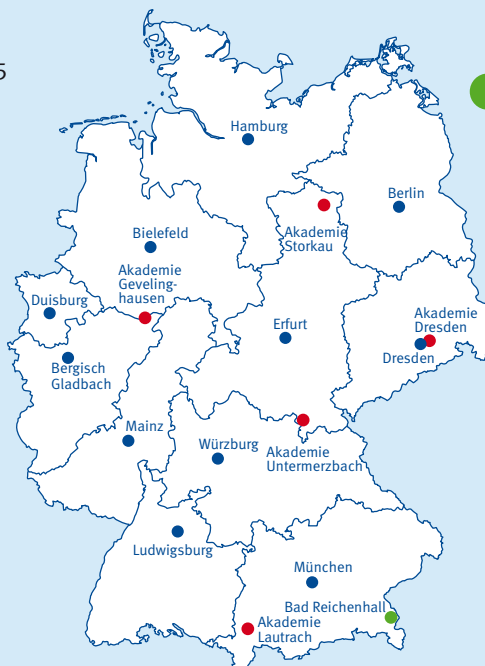 5
Hamburg
Berlin
Akademie
Storkau
Bielefeld
Akademie
Geveling-
hausen
Duisburg
Erfurt
Akademie
Dresden
Dresden
Bergisch
Gladbach
Mainz
Würzburg
Akademie
Untermerzbach
Ludwigsburg
München
Bad Reichenhall
Akademie
Lautrach